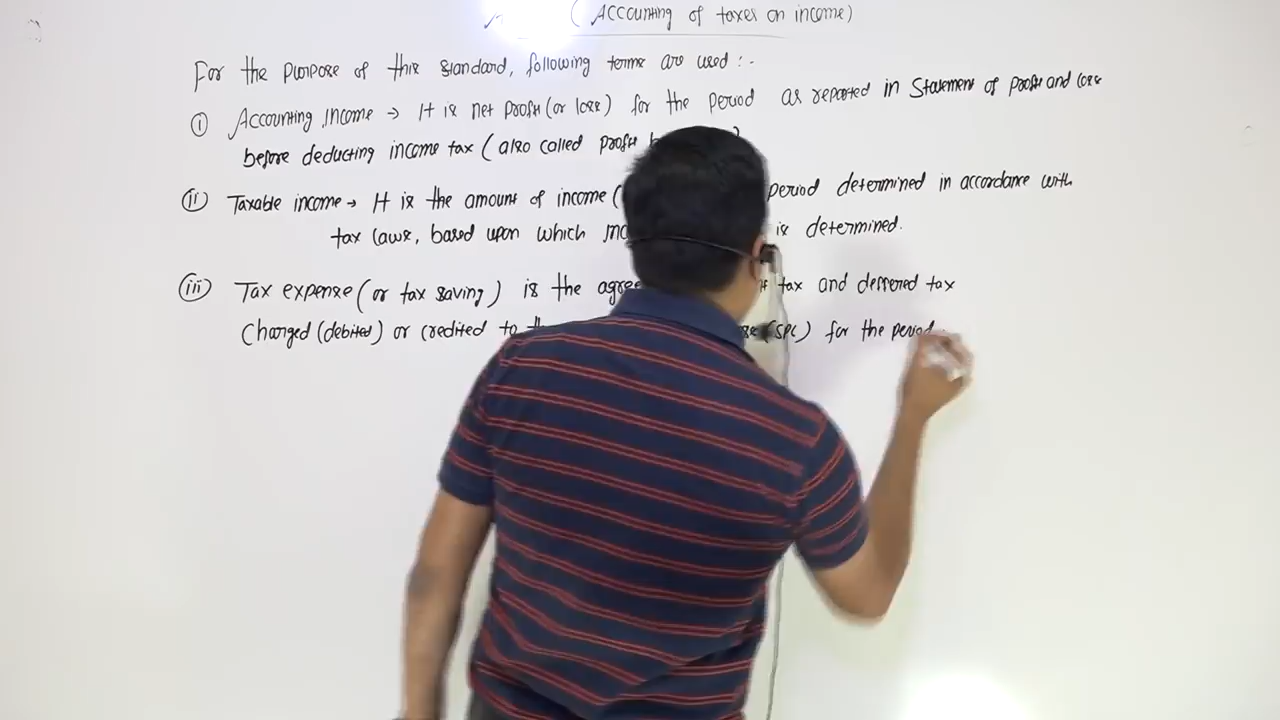 (Accounting of taxes on income)
For the purpose of this standard, following terms are used :-
(i) Accounting income → It is net profit (or loss) for the period as reported in Statement of profit and loss
before deducting income tax (also called profit
(ii) Taxable income → It is the amount of income ( period determined in accordance with
tax laws, based upon which is determined.
(iii) Tax expense (or tax saving) is the tax and deferred tax
Charged (debited) or credited to the (SPL) for the period